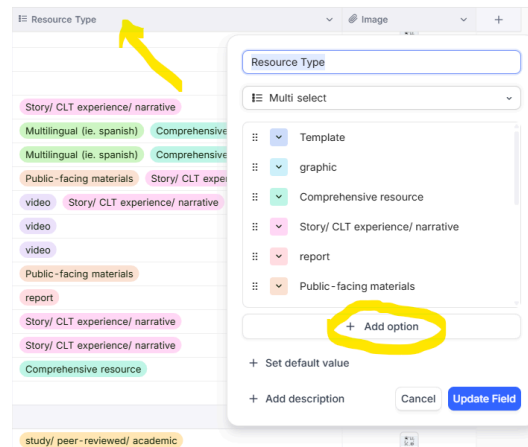 Resource Type
Image
Resource Type
Multi select
Template
graphic
Comprehensive resource
Story/ CLT experience/ narrative
report
Public-facing materials
Add option
Set default value
Add description
Cancel
Update Field
Story/ CLT experience/ narrative
Multilingual (ie. spanish) Comprehensive
Multilingual (ie. spanish) Comprehensive
Public-facing materials Story/ CLT exper
video Story/ CLT experience/ narrative
video
video
Public-facing materials
report
Story/ CLT experience/ narrative
Story/ CLT experience/ narrative
Comprehensive resource
study/ peer-reviewed/ academic